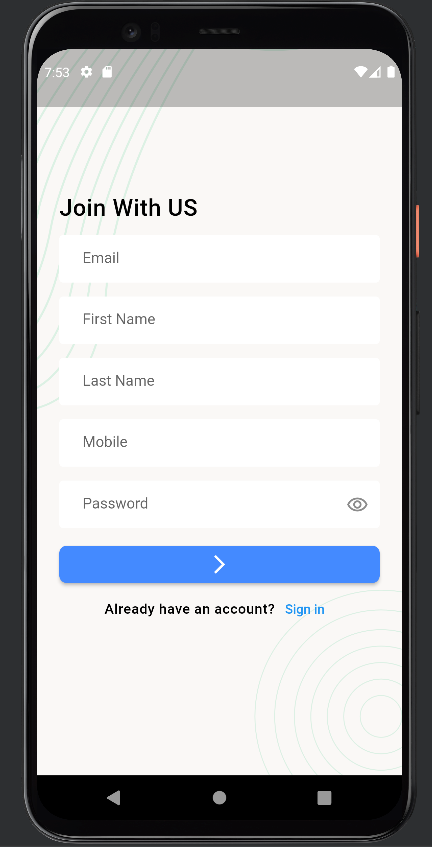 7:53
Join With US
Email
First Name
Last Name
Mobile
Password
Already have an account? Sign in